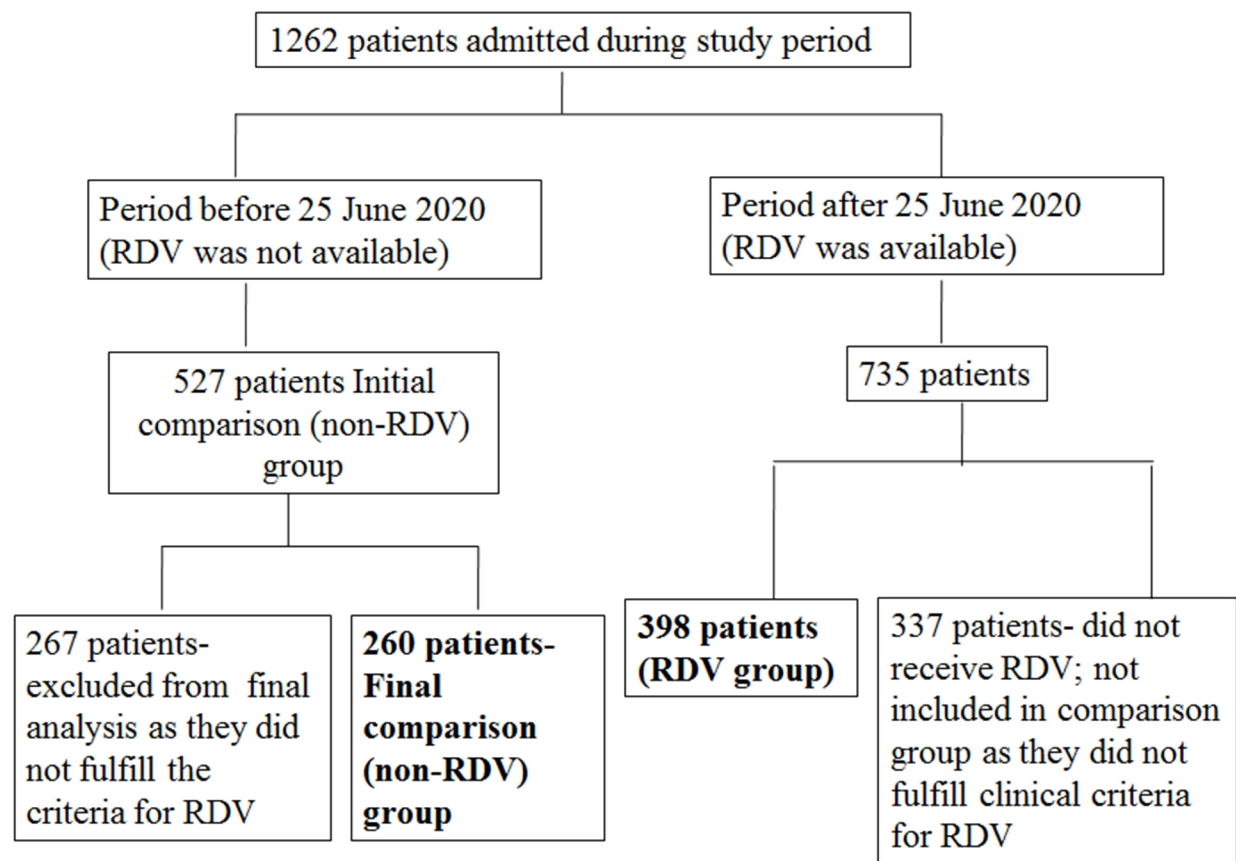 1262 patients admitted during study period
Period before 25 June 2020
(RDV was not available)
Period after 25 June 2020
(RDV was available)
527 patients Initial
comparison (non-RDV)
group
735 patients
267 patients-
excluded from final
analysis as they did
not fulfill the
criteria for RDV
260 patients-
Final
comparison
(non-RDV)
group
398 patients
(RDV group)
337 patients- did not
receive RDV; not
included in comparison
group as they did not
fulfill clinical criteria
for RDV